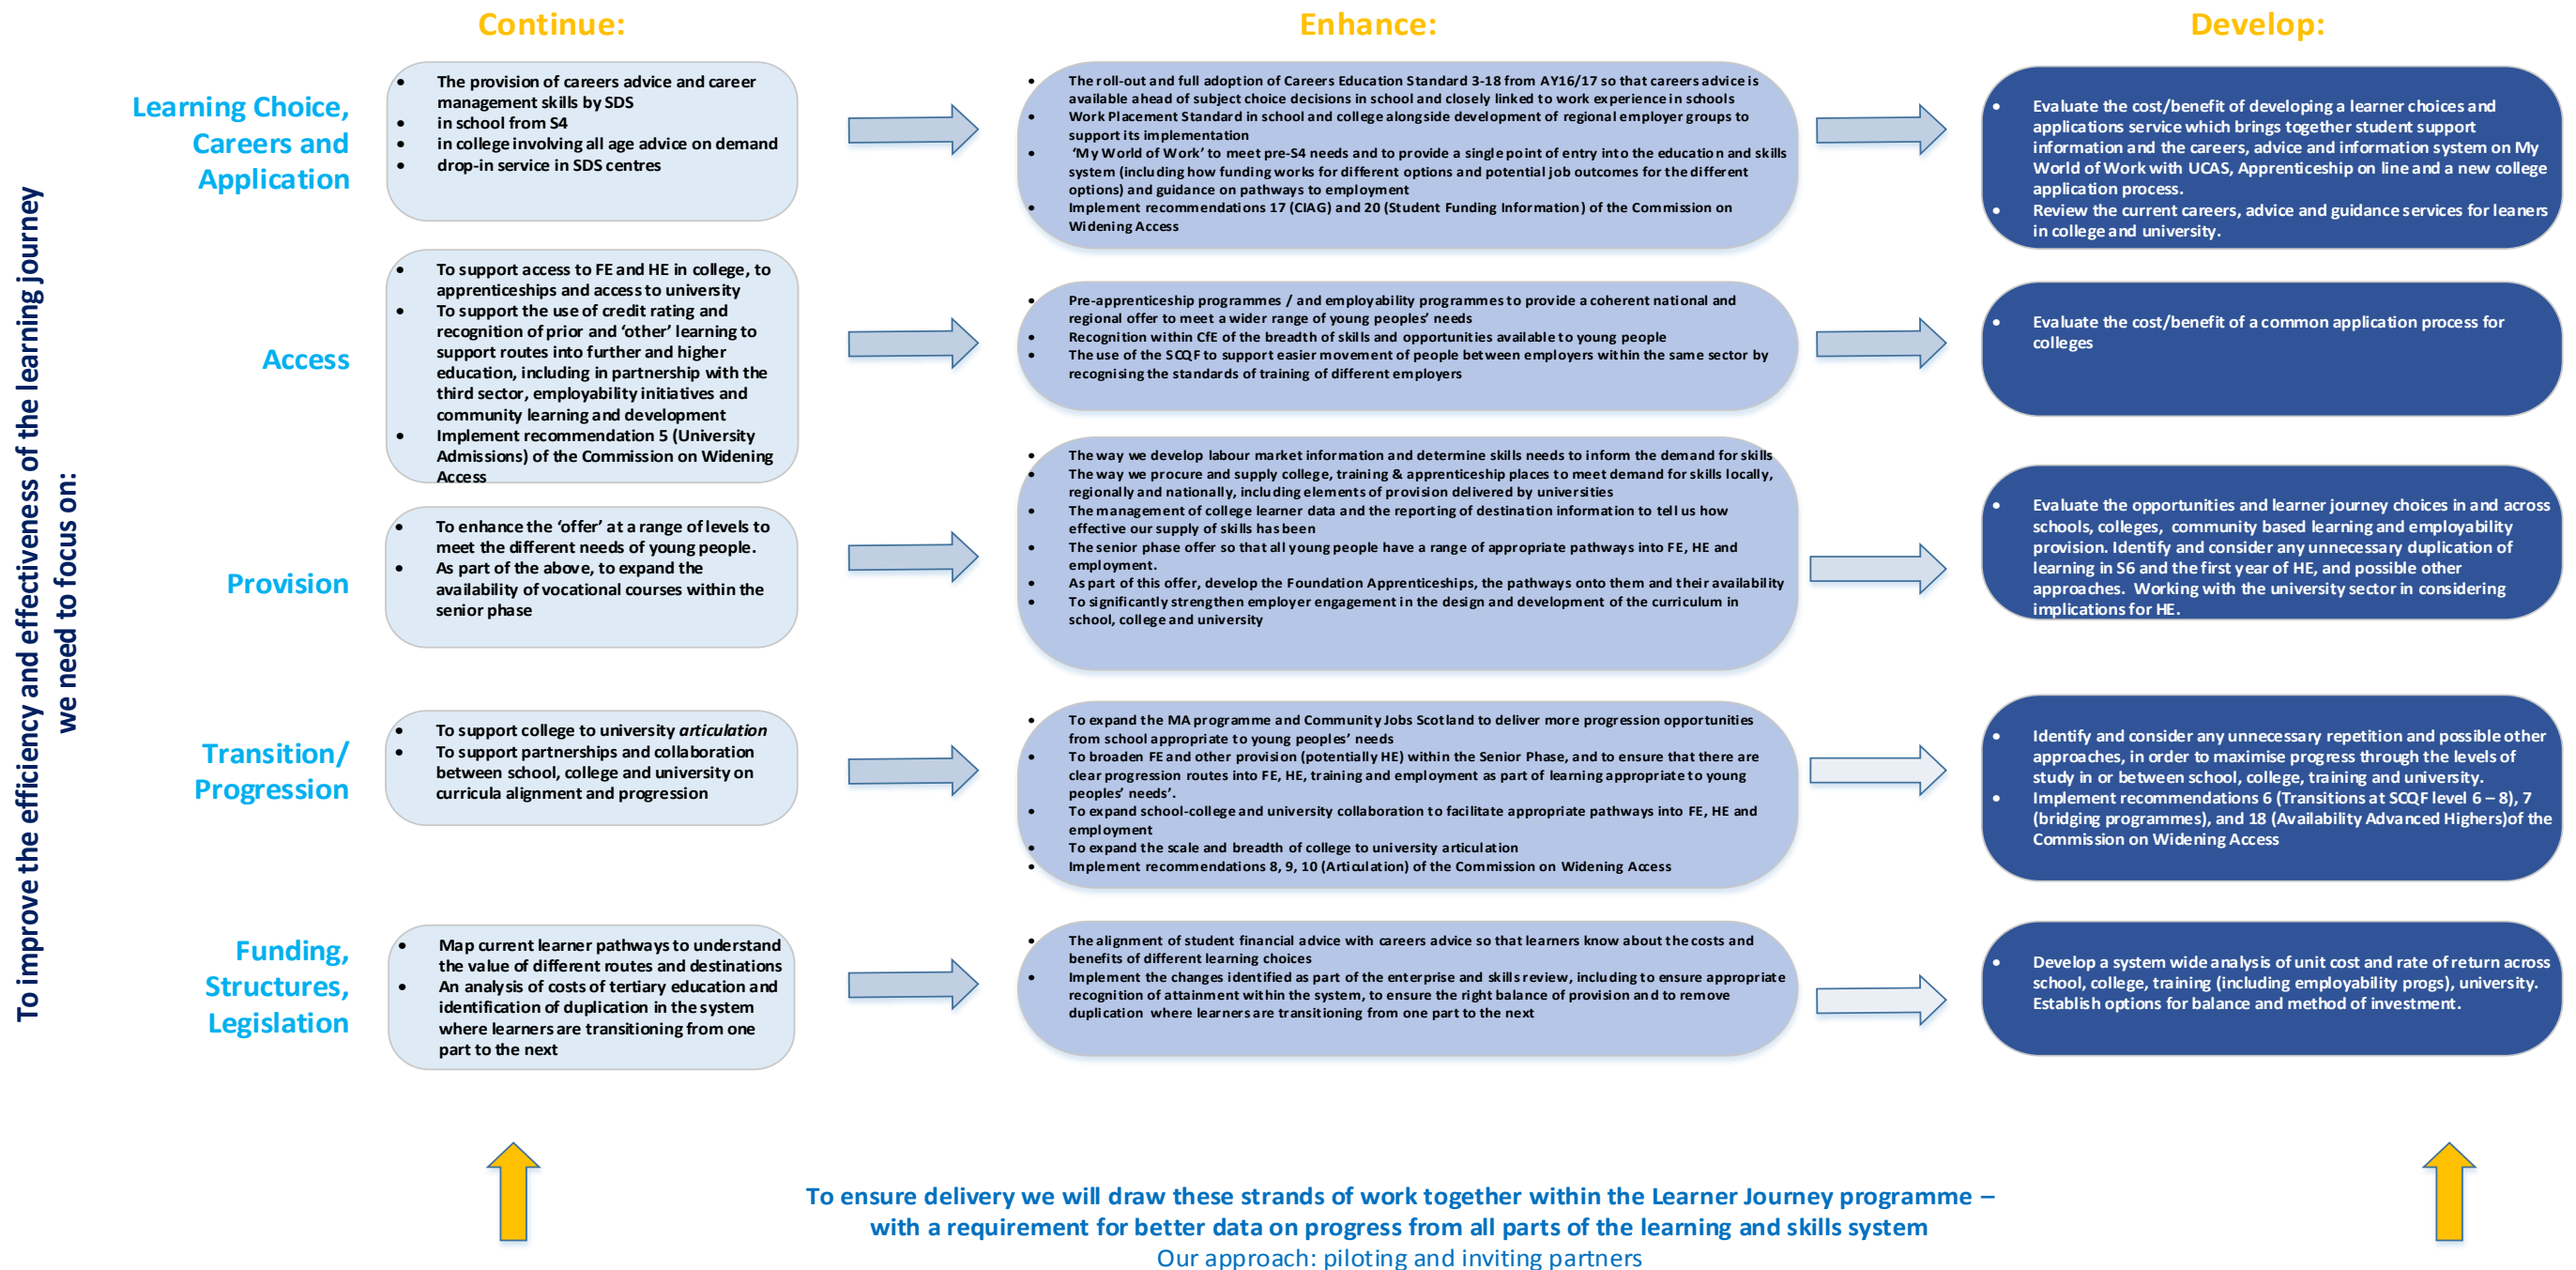 To improve the efficiency and effectiveness of the learning journey
we need to focus on:
Continue:
Enhance:
Develop:
Learning Choice,
Careers and
Application
• The provision of careers advice and career
management skills by SDS
• in school from S4
• in college involving all age advice on demand
• drop-in service in SDS centres
• The roll-out and full adoption of Careers Education Standard 3-18 from AY16/17 so that careers advice is
available ahead of subject choice decisions in school and closely linked to work experience in schools
• Work Placement Standard in school and college alongside development of regional employer groups to
support its implementation
• ‘My World of Work’ to meet pre-S4 needs and to provide a single point of entry into the education and skills
system (including how funding works for different options and potential job outcomes for the different
options) and guidance on pathways to employment
• Implement recommendations 17 (CIAG) and 20 (Student Funding Information) of the Commission on
Widening Access
• Evaluate the cost/benefit of developing a learner choices and
applications service which brings together student support
information and the careers, advice and information system on My
World of Work with UCAS, Apprenticeship on line and a new college
application process.
• Review the current careers, advice and guidance services for leaners
in college and university.
Access
• To support access to FE and HE in college, to
apprenticeships and access to university
• To support the use of credit rating and
recognition of prior and ‘other’ learning to
support routes into further and higher
education, including in partnership with the
third sector, employability initiatives and
community learning and development
• Implement recommendation 5 (University
Admissions) of the Commission on Widening
Access
• Pre-apprenticeship programmes / and employability programmes to provide a coherent national and
regional offer to meet a wider range of young peoples’ needs
• Recognition within CfE of the breadth of skills and opportunities available to young people
• The use of the SCQF to support easier movement of people between employers within the same sector by
recognising the standards of training of different employers
• Evaluate the cost/benefit of a common application process for
colleges
Provision
• To enhance the ‘offer’ at a range of levels to
meet the different needs of young people.
• As part of the above, to expand the
availability of vocational courses within the
senior phase
• The way we develop labour market information and determine skills needs to inform the demand for skills
• The way we procure and supply college, training & apprenticeship places to meet demand for skills locally,
regionally and nationally, including elements of provision delivered by universities
• The management of college learner data and the reporting of destination information to tell us how
effective our supply of skills has been
• The senior phase offer so that all young people have a range of appropriate pathways into FE, HE and
employment.
• As part of this offer, develop the Foundation Apprenticeships, the pathways onto them and their availability
• To significantly strengthen employer engagement in the design and development of the curriculum in
school, college and university
• Evaluate the opportunities and learner journey choices in and across
schools, colleges, community based learning and employability
provision. Identify and consider any unnecessary duplication of
learning in S6 and the first year of HE, and possible other
approaches. Working with the university sector in considering
implications for HE.
Transition/
Progression
• To support college to university articulation
• To support partnerships and collaboration
between school, college and university on
curricula alignment and progression
• To expand the MA programme and Community Jobs Scotland to deliver more progression opportunities
from school appropriate to young peoples’ needs
• To broaden FE and other provision (potentially HE) within the Senior Phase, and to ensure that there are
clear progression routes into FE, HE, training and employment as part of learning appropriate to young
peoples’ needs’.
• To expand school-college and university collaboration to facilitate appropriate pathways into FE, HE and
employment
• To expand the scale and breadth of college to university articulation
• Implement recommendations 8, 9, 10 (Articulation) of the Commission on Widening Access
• Identify and consider any unnecessary repetition and possible other
approaches, in order to maximise progress through the levels of
study in or between school, college, training and university.
• Implement recommendations 6 (Transitions at SCQF level 6 – 8), 7
(bridging programmes), and 18 (Availability Advanced Highers)of the
Commission on Widening Access
Funding,
Structures,
Legislation
• Map current learner pathways to understand
the value of different routes and destinations
• An analysis of costs of tertiary education and
identification of duplication in the system
where learners are transitioning from one
part to the next
• The alignment of student financial advice with careers advice so that learners know about the costs and
benefits of different learning choices
• Implement the changes identified as part of the enterprise and skills review, including to ensure appropriate
recognition of attainment within the system, to ensure the right balance of provision and to remove
duplication where learners are transitioning from one part to the next
• Develop a system wide analysis of unit cost and rate of return across
school, college, training (including employability progs), university.
Establish options for balance and method of investment.
To ensure delivery we will draw these strands of work together within the Learner Journey programme –
with a requirement for better data on progress from all parts of the learning and skills system
Our approach: piloting and inviting partners